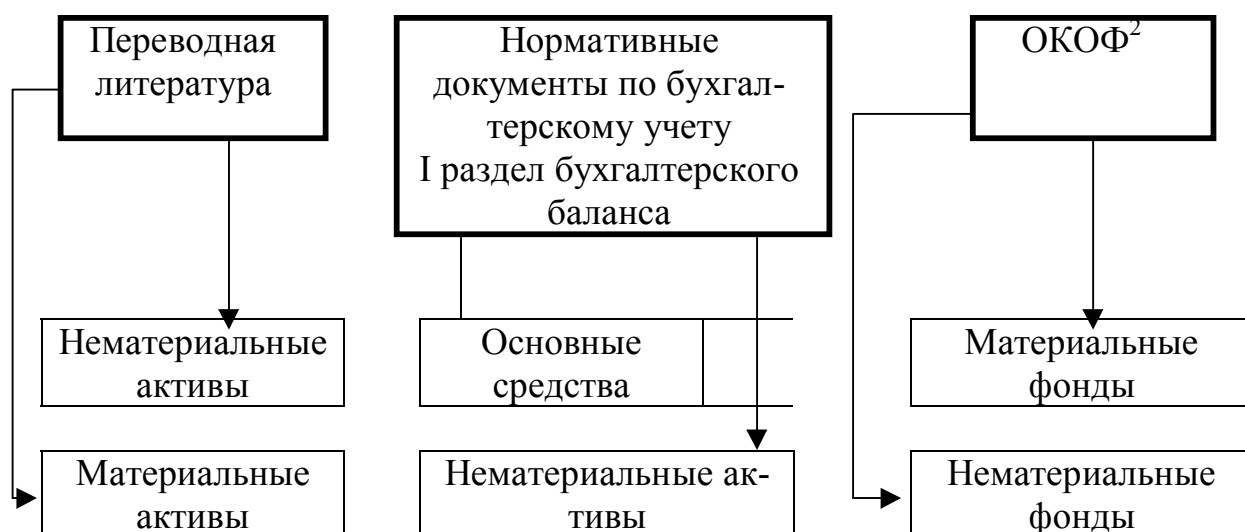 Переводная
литература
Нормативные
документы по бухгал-
терскому учету
I раздел бухгалтерского
баланса
ОКОФ²
Нематериальные
активы
Основные
средства
Материальные
фонды
Материальные
активы
Нематериальные ак-
тивы
Нематериальные
фонды